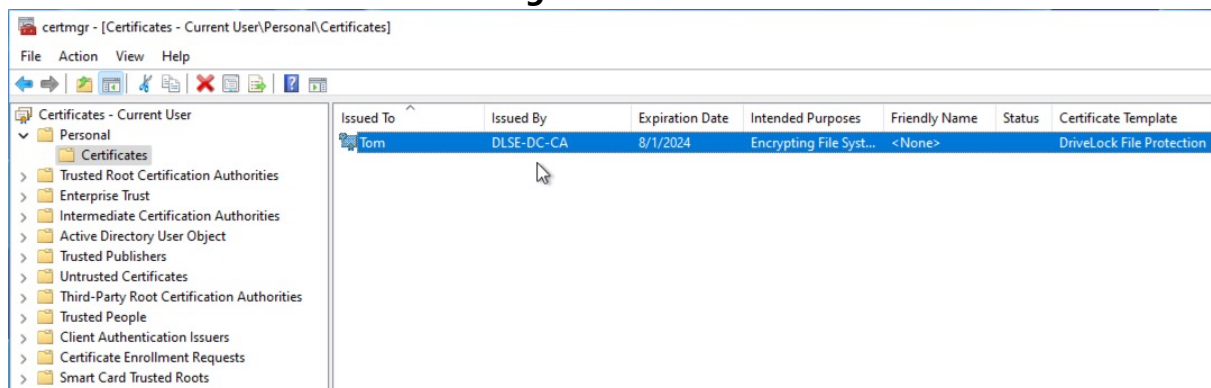 certmgr - [Certificates - Current User\Personal\Certificates]
File Action View Help
Certificates - Current User
Personal
Certificates
Trusted Root Certification Authorities
Enterprise Trust
Intermediate Certification Authorities
Active Directory User Object
Trusted Publishers
Untrusted Certificates
Third-Party Root Certification Authorities
Trusted People
Client Authentication Issuers
Certificate Enrollment Requests
Smart Card Trusted Roots
Issued To Issued By Expiration Date Intended Purposes Friendly Name Status Certificate Template
Tom DLSE-DC-CA 8/1/2024 Encrypting File Syst... <None> DriveLock File Protection